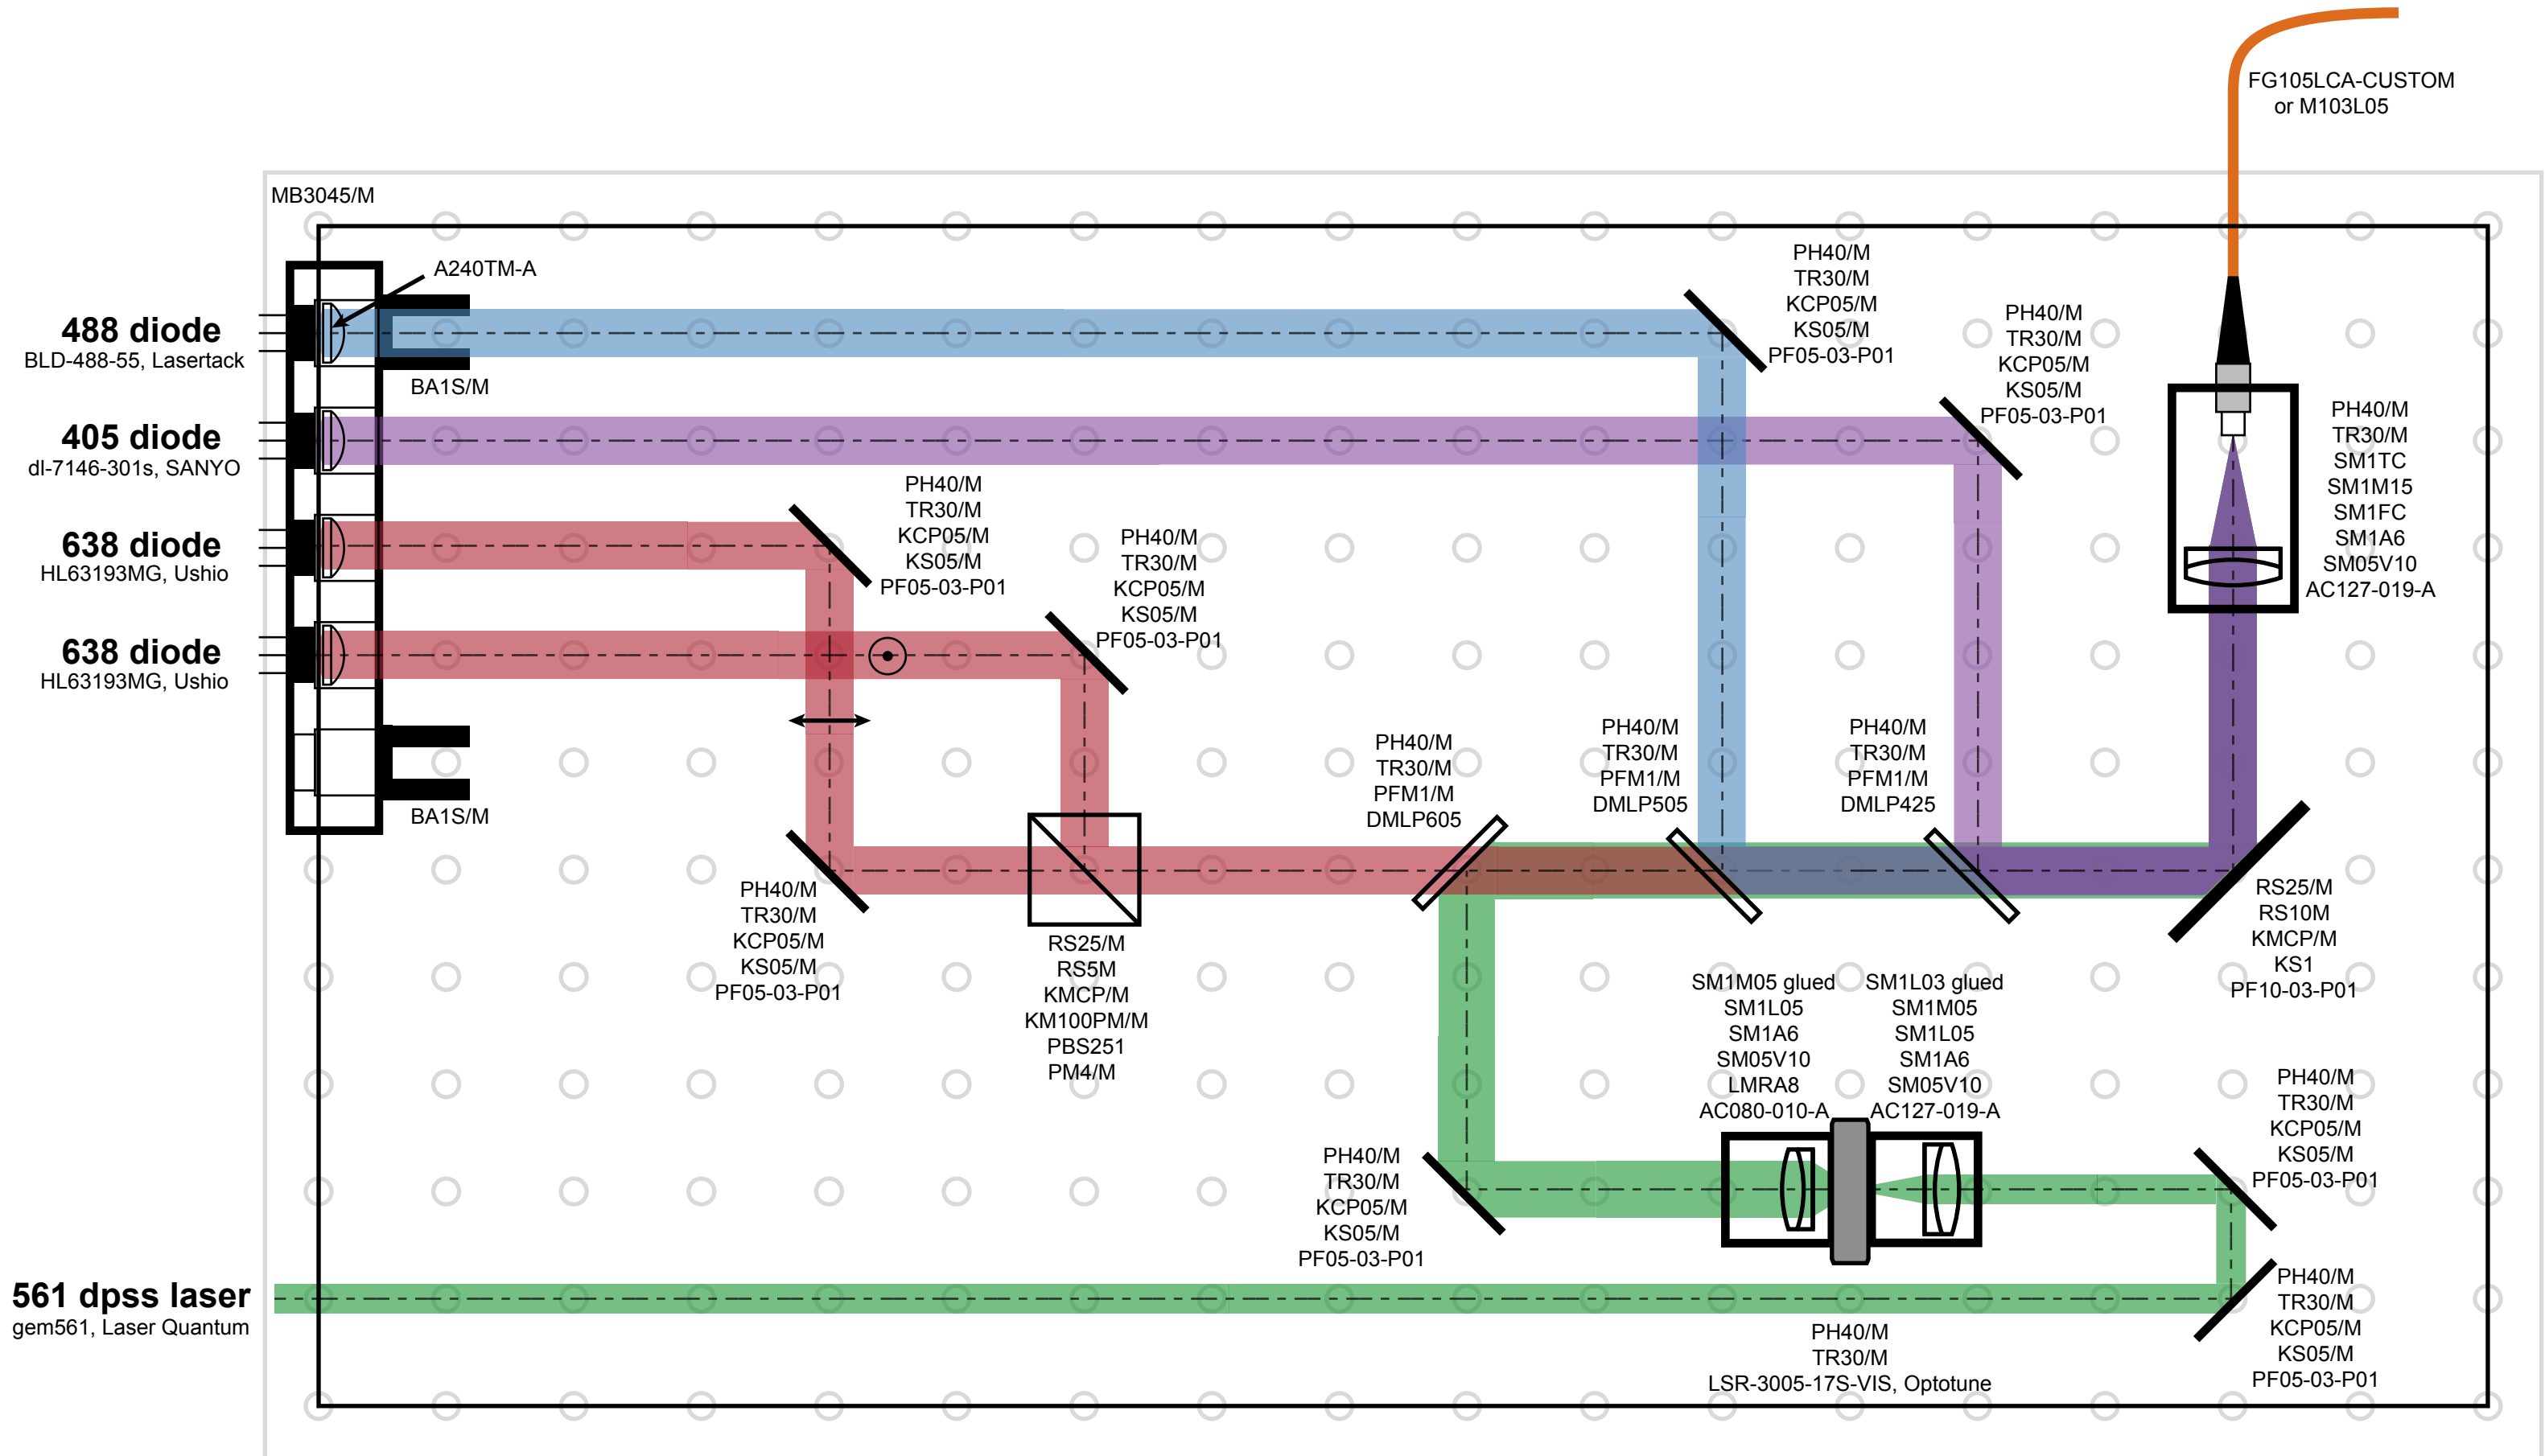 FG105LCA-CUSTOM
or M103L05
MB3045/M
A240TM-A
488 diode
BLD-488-55, Lasertack
BA1S/M
PH40/M
TR30/M
KCP05/M
KS05/M
PF05-03-P01
PH40/M
TR30/M
KCP05/M
KS05/M
PF05-03-P01
405 diode
dl-7146-301s, SANYO
PH40/M
TR30/M
SM1TC
SM1M15
SM1FC
SM1A6
SM05V10
AC127-019-A
638 diode
HL63193MG, Ushio
PH40/M
TR30/M
KCP05/M
KS05/M
PF05-03-P01
PH40/M
TR30/M
KCP05/M
KS05/M
PF05-03-P01
638 diode
HL63193MG, Ushio
BA1S/M
PH40/M
TR30/M
PFM1/M
DMLP605
PH40/M
TR30/M
PFM1/M
DMLP505
PH40/M
TR30/M
PFM1/M
DMLP425
PH40/M
TR30/M
KCP05/M
KS05/M
PF05-03-P01
RS25/M
RS5M
KMCP/M
KM100PM/M
PBS251
PM4/M
RS25/M
RS10M
KMCP/M
KS1
PF10-03-P01
SM1M05 glued
SM1L05
SM1A6
SM05V10
LMRA8
AC080-010-A
SM1L03 glued
SM1M05
SM1L05
SM1A6
SM05V10
AC127-019-A
PH40/M
TR30/M
KCP05/M
KS05/M
PF05-03-P01
PH40/M
TR30/M
KCP05/M
KS05/M
PF05-03-P01
561 dpss laser
gem561, Laser Quantum
PH40/M
TR30/M
KCP05/M
KS05/M
PF05-03-P01
PH40/M
TR30/M
LSR-3005-17S-VIS, Optotune